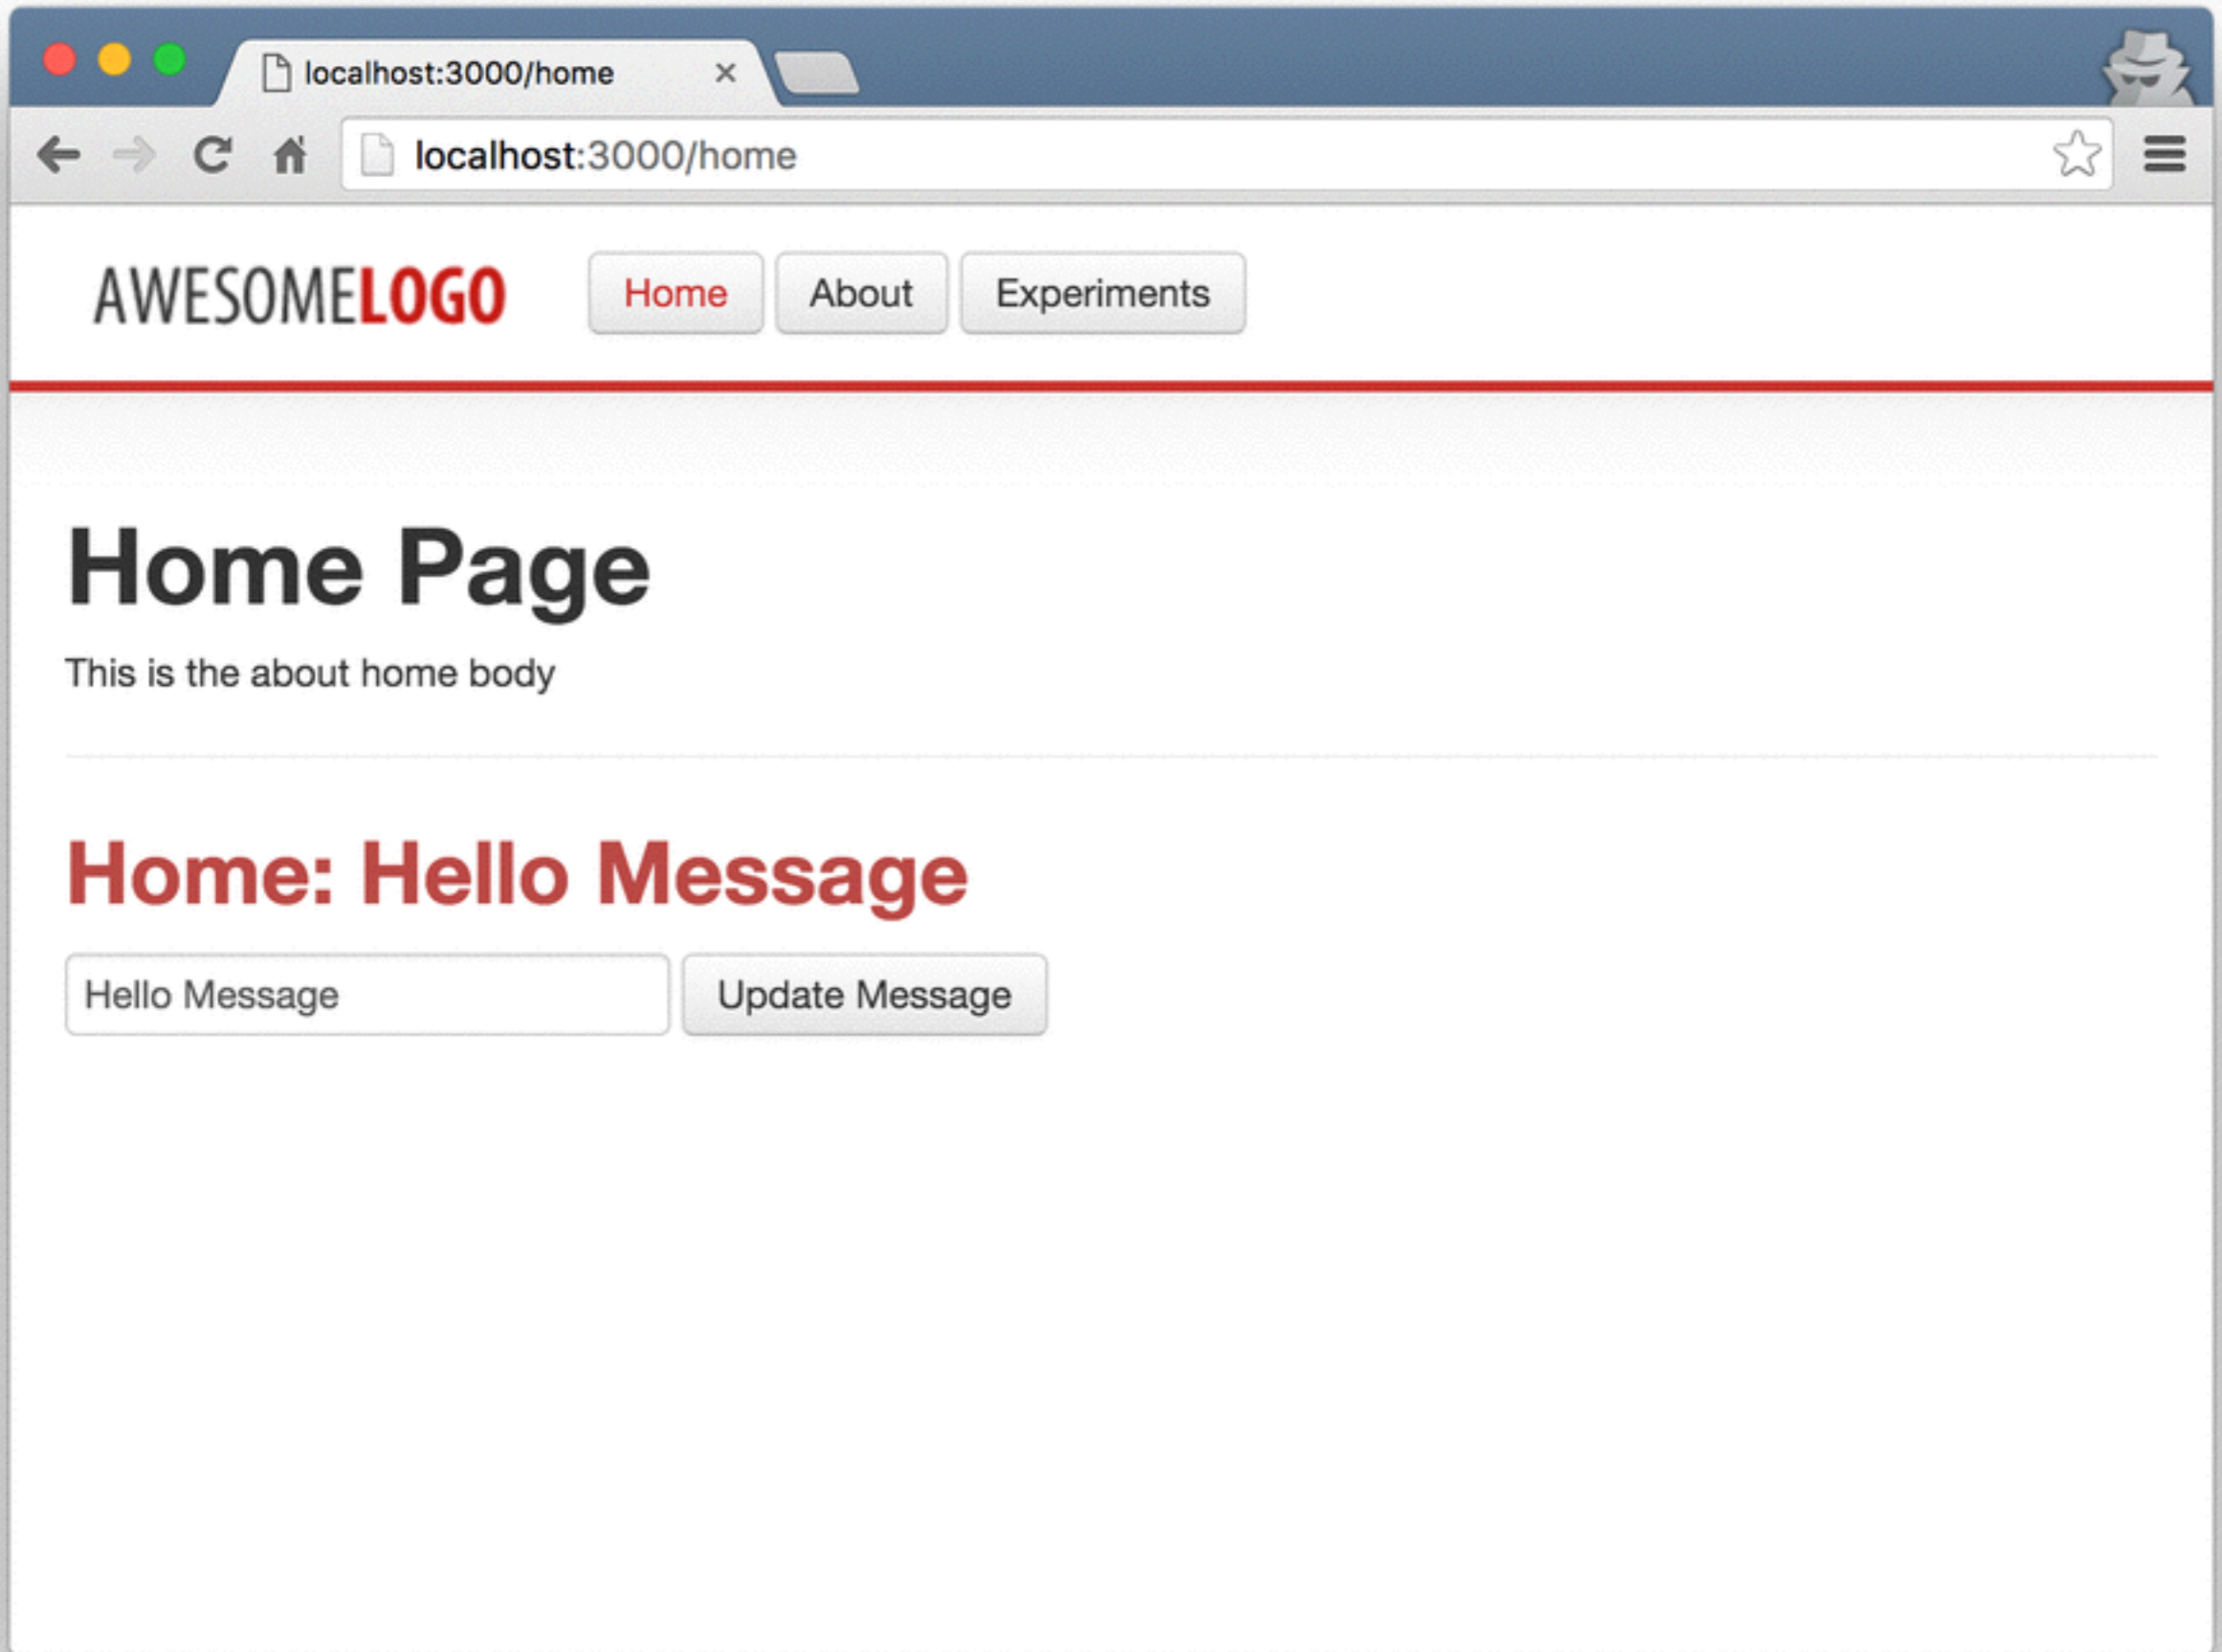 localhost:3000/home
localhost:3000/home
AWESOMELOGO Home About Experiments
Home Page
This is the about home body
Home: Hello Message
Hello Message Update Message